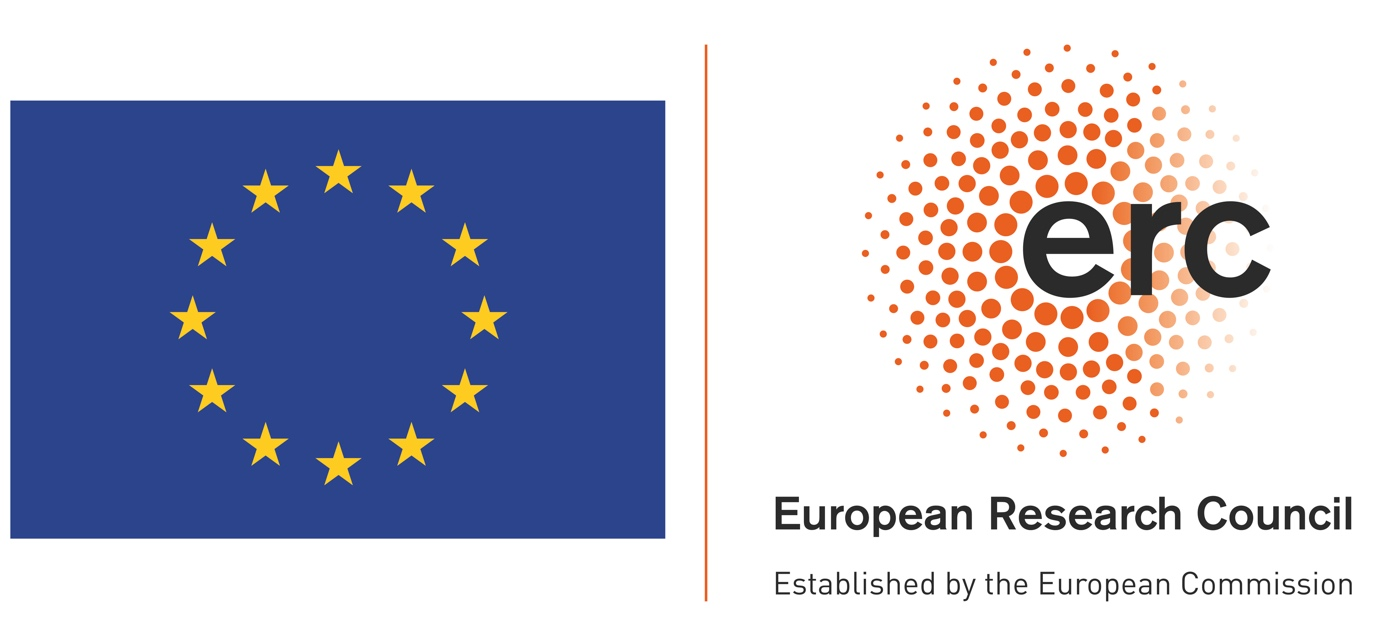 erc
European Research Council
Established by the European Commission